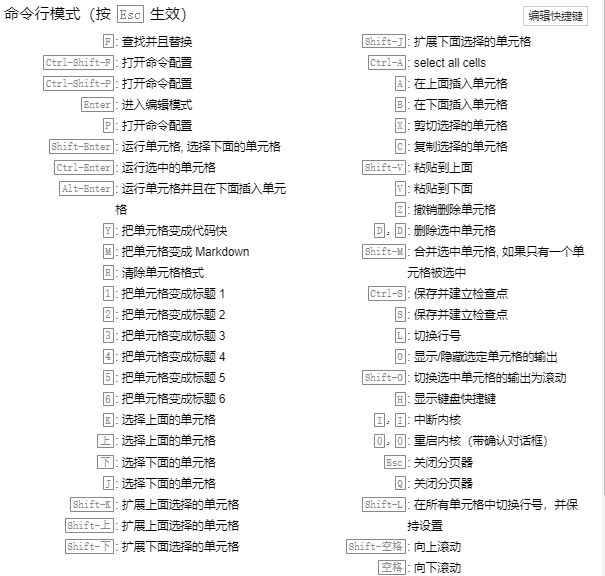 命令行模式（按 Esc 生效）
编辑快捷键
F : 查找并且替换
Ctrl-Shift-F : 打开命令配置
Ctrl-Shift-P : 打开命令配置
Enter : 进入编辑模式
P : 打开命令配置
Shift-Enter : 运行单元格, 选择下面的单元格
Ctrl-Enter : 运行选中的单元格
Alt-Enter : 运行单元格并且在下面插入单元
格
Y : 把单元格变成代码快
M : 把单元格变成 Markdown
R : 清除单元格格式
1 : 把单元格变成标题 1
2 : 把单元格变成标题 2
3 : 把单元格变成标题 3
4 : 把单元格变成标题 4
5 : 把单元格变成标题 5
6 : 把单元格变成标题 6
K : 选择上面的单元格
上 : 选择上面的单元格
下 : 选择下面的单元格
J : 选择下面的单元格
Shift-K : 扩展上面选择的单元格
Shift-上 : 扩展上面选择的单元格
Shift-下 : 扩展下面选择的单元格
Shift-J : 扩展下面选择的单元格
Ctrl-A : select all cells
A : 在上面插入单元格
B : 在下面插入单元格
X : 剪切选择的单元格
C : 复制选择的单元格
Shift-V : 粘贴到上面
V : 粘贴到下面
Z : 撤销删除单元格
D , D : 删除选中单元格
Shift-M : 合并选中单元格, 如果只有一个单
元格被选中
Ctrl-S : 保存并建立检查点
S : 保存并建立检查点
L : 切换行号
O : 显示/隐藏选定单元格的输出
Shift-O : 切换选中单元格的输出为滚动
H : 显示键盘快捷键
I , I : 中断内核
0 , 0 : 重启内核（带确认对话框）
Esc : 关闭分页器
Q : 关闭分页器
Shift-L : 在所有单元格中切换行号，并保
持设置
Shift-空格 : 向上滚动
空格 : 向下滚动